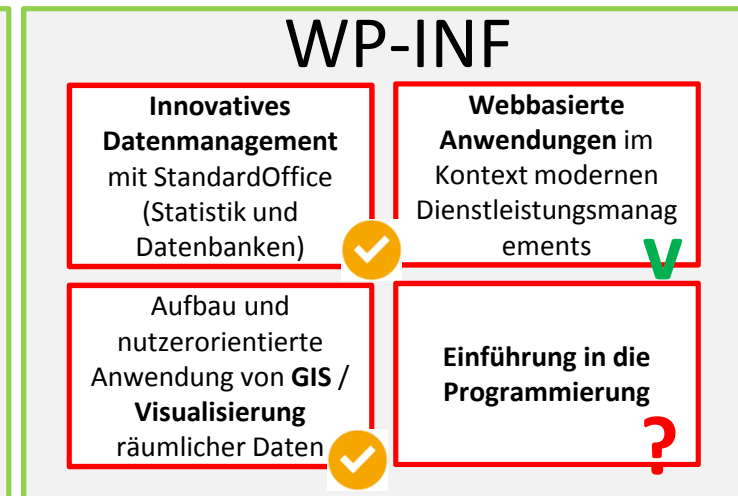 WP-INF
Innovatives
Datenmanagement
mit StandardOffice
(Statistik und
Datenbanken)
Webbasierte
Anwendungen im
Kontext modernen
Dienstleistungsmanag
ements
V
Aufbau und
nutzerorientierte
Anwendung von GIS /
Visualisierung
räumlicher Daten
Einführung in die
Programmierung
?